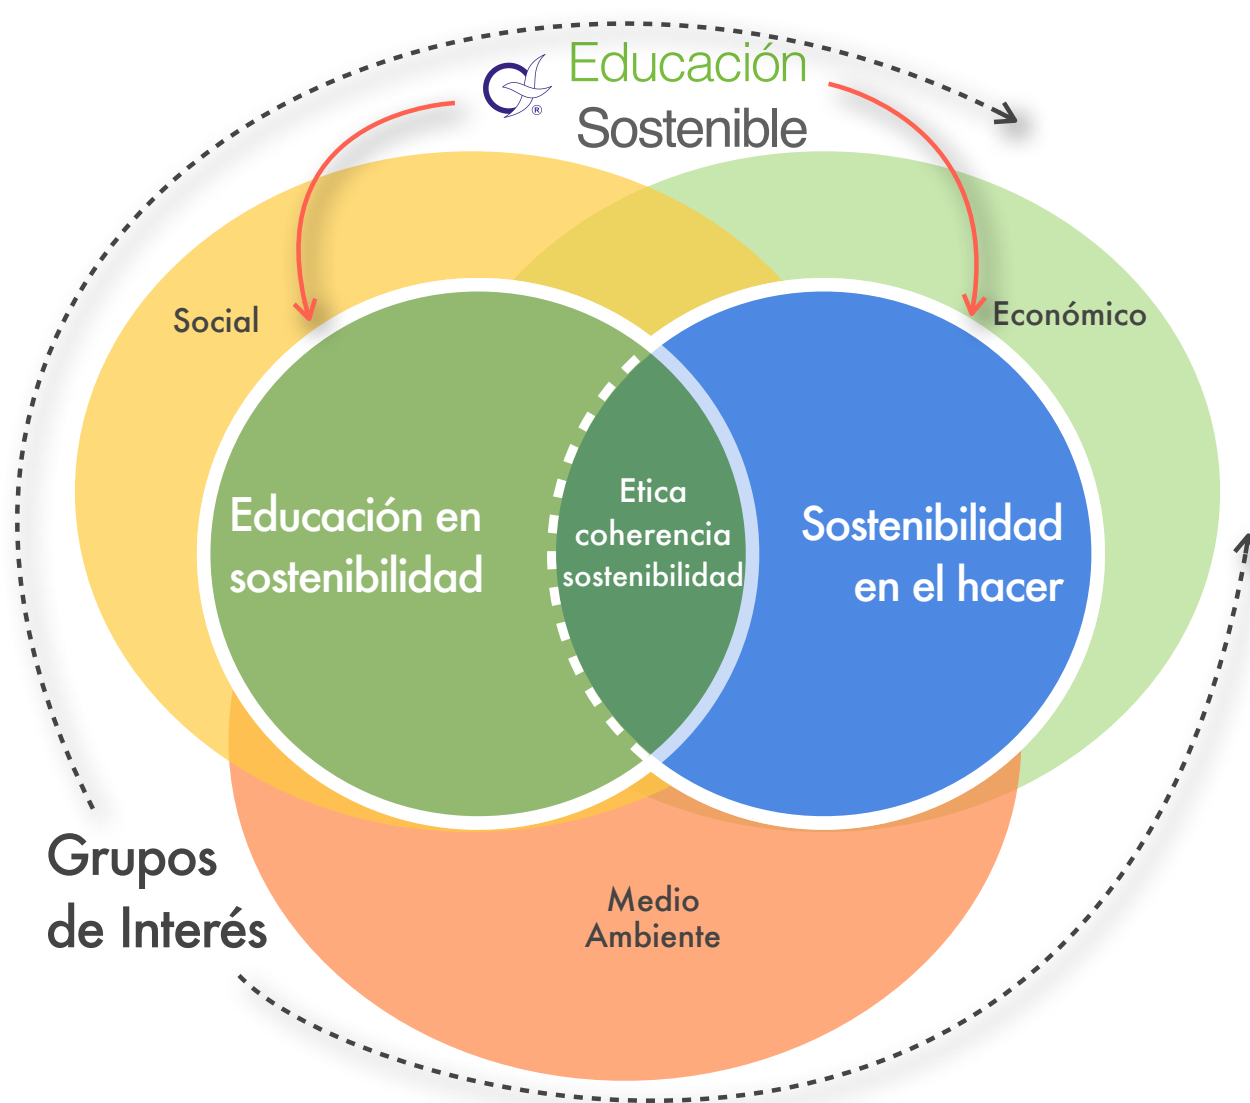 Educación
Sostenible
®
Social
Económico
Educación en
sostenibilidad
Etica
coherencia
sostenibilidad
Sostenibilidad
en el hacer
Grupos
de Interés
Medio
Ambiente